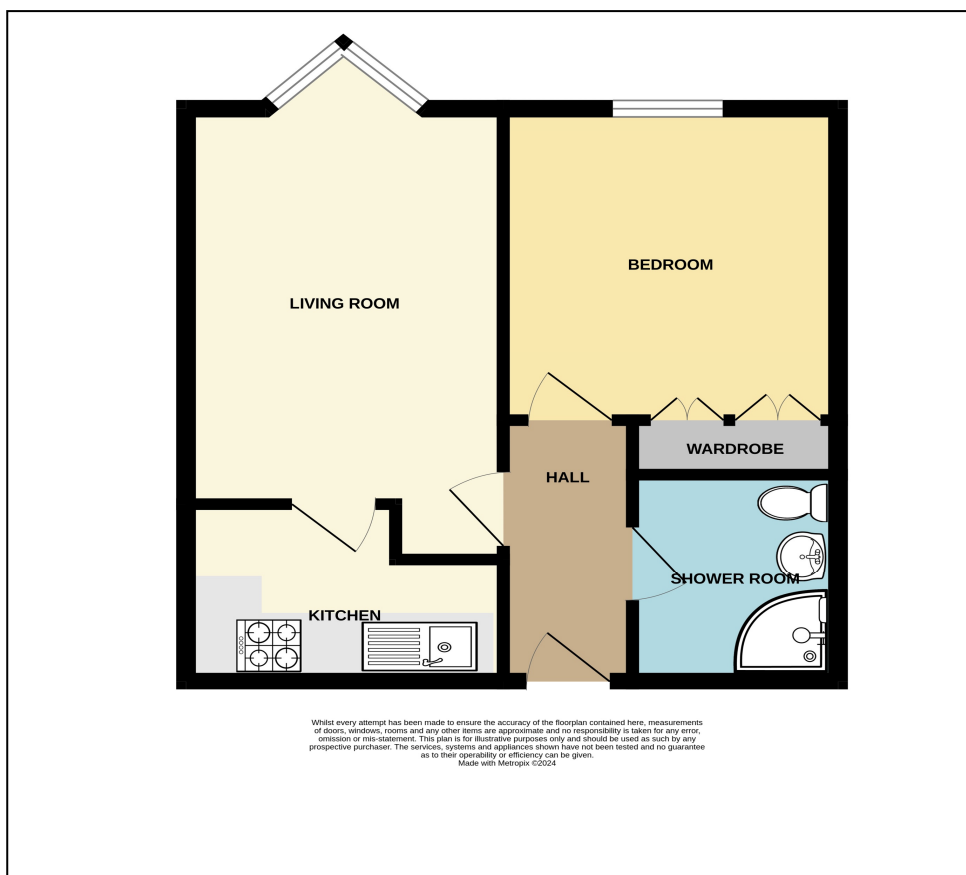 LIVING ROOM
BEDROOM
WARDROBE
HALL
SHOWER ROOM
KITCHEN
Whilst every attempt has been made to ensure the accuracy of the floorplan contained here, measurements
of doors, windows, rooms and any other items are approximate and no responsibility is taken for any error,
omission or mis-statement. This plan is for illustrative purposes only and should be used as such by any
prospective purchaser. The services, systems and appliances shown have not been tested and no guarantee
as to their operability or efficiency can be given.
Made with Metropix ©2024